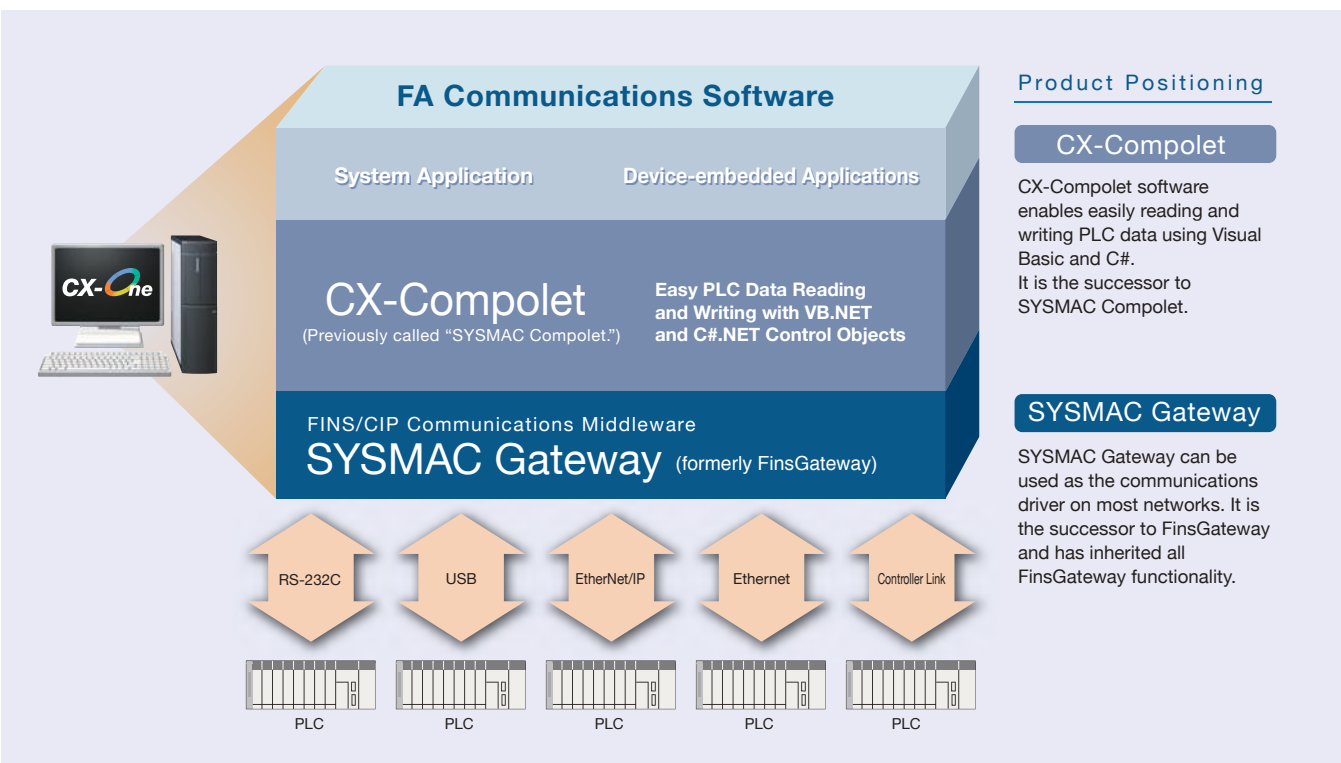 FA Communications Software
System Application
Device-embedded Applications
CX-One
CX-Compolet
(Previously called “SYSMAC Compolet.”)
Easy PLC Data Reading
and Writing with VB.NET
and C#.NET Control Objects
FINS/CIP Communications Middleware
SYSMAC Gateway (formerly FinsGateway)
RS-232C
USB
EtherNet/IP
Ethernet
Controller Link
PLC
PLC
PLC
PLC
PLC
Product Positioning
CX-Compolet
CX-Compolet software
enables easily reading and
writing PLC data using Visual
Basic and C#.
It is the successor to
SYSMAC Compolet.
SYSMAC Gateway
SYSMAC Gateway can be
used as the communications
driver on most networks. It is
the successor to FinsGateway
and has inherited all
FinsGateway functionality.